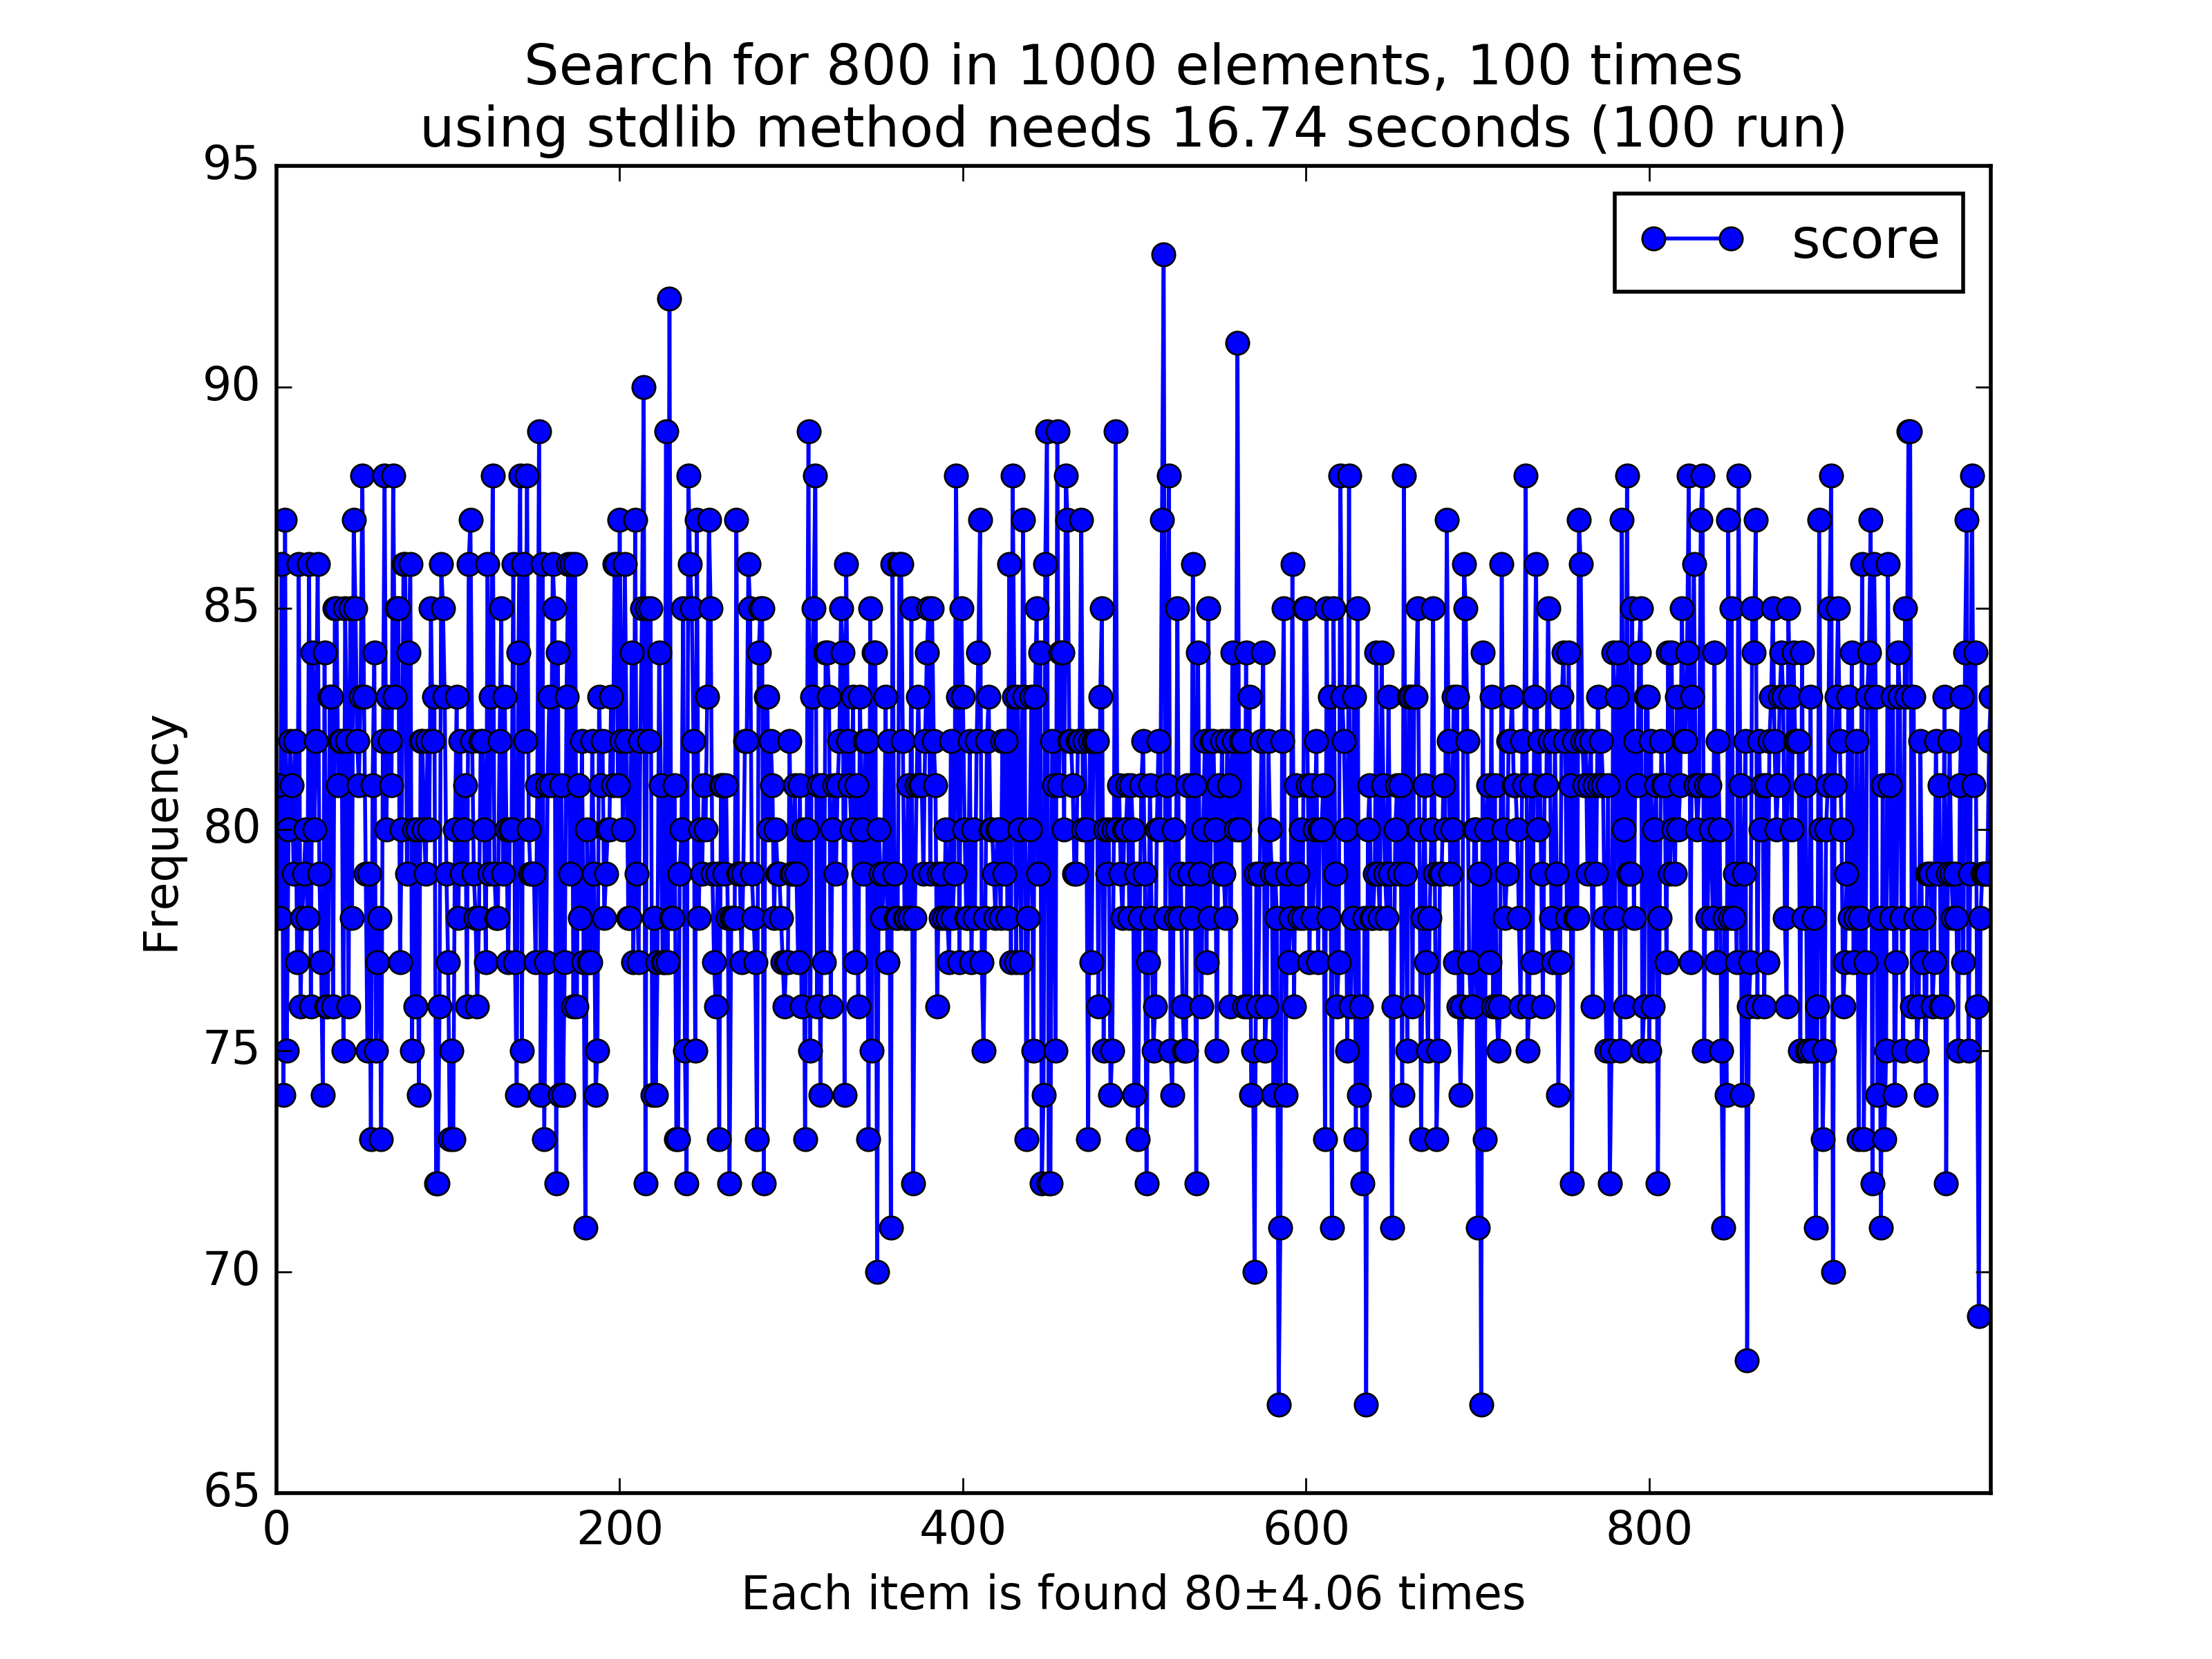 Search for 800 in 1000 elements, 100 times
using stdlib method needs 16.74 seconds (100 run)
95
score
90
85
80
75
70
65
Frequency
0 200 400 600 800
Each item is found 80±4.06 times